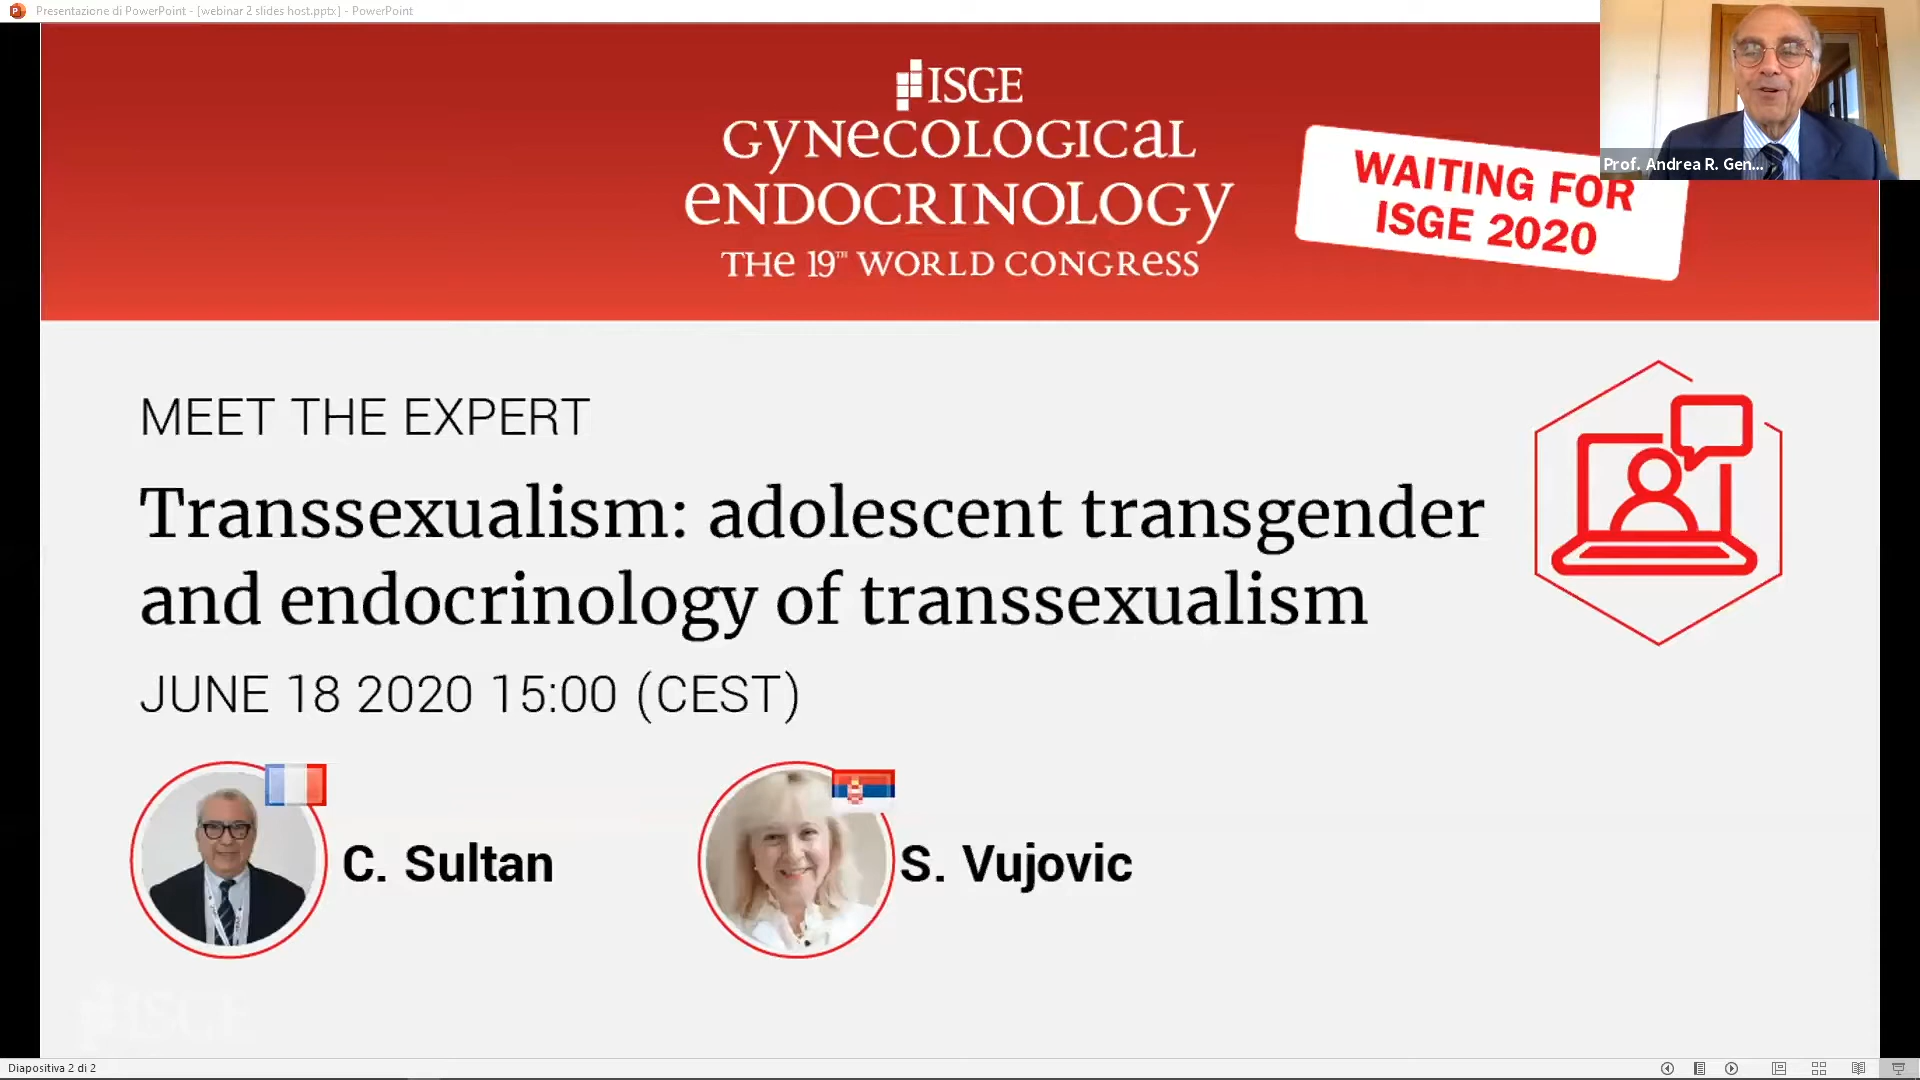 Presentazione di PowerPoint - [webinar 2 slides host.pptx] - PowerPoint
ISGE
GYNECOLOGICAL
ENDOCRINOLOGY
THE 19TH WORLD CONGRESS
WAITING FOR
ISGE 2020
Prof. Andrea R. Gen...
MEET THE EXPERT
Transsexualism: adolescent transgender
and endocrinology of transsexualism
JUNE 18 2020 15:00 (CEST)
C. Sultan
S. Vujovic
ISGE
Diapositiva 2 di 2